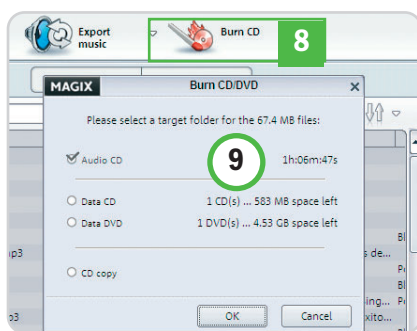 Export music
Burn CD
8
MAGIX Burn CD/DVD
Please select a target folder for the 67.4 MB files:
Audio CD 1h:06m:47s
9
Data CD 1 CD(s) ... 583 MB space left
Data DVD 1 DVD(s) ... 4.53 GB space left
CD copy
OK Cancel